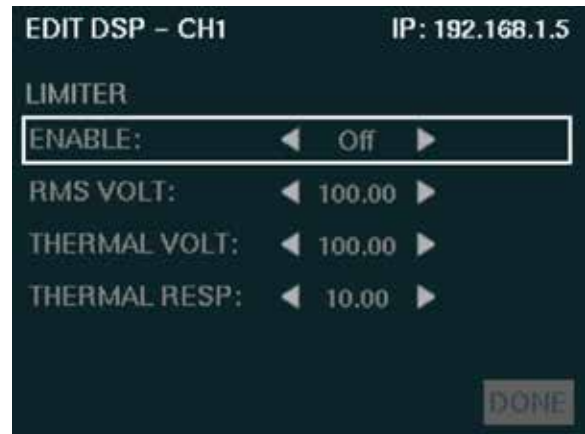 EDIT DSP – CH1 IP: 192.168.1.5
LIMITER
ENABLE: ◀ Off ▶
RMS VOLT: ◀ 100.00 ▶
THERMAL VOLT: ◀ 100.00 ▶
THERMAL RESP: ◀ 10.00 ▶
DONE